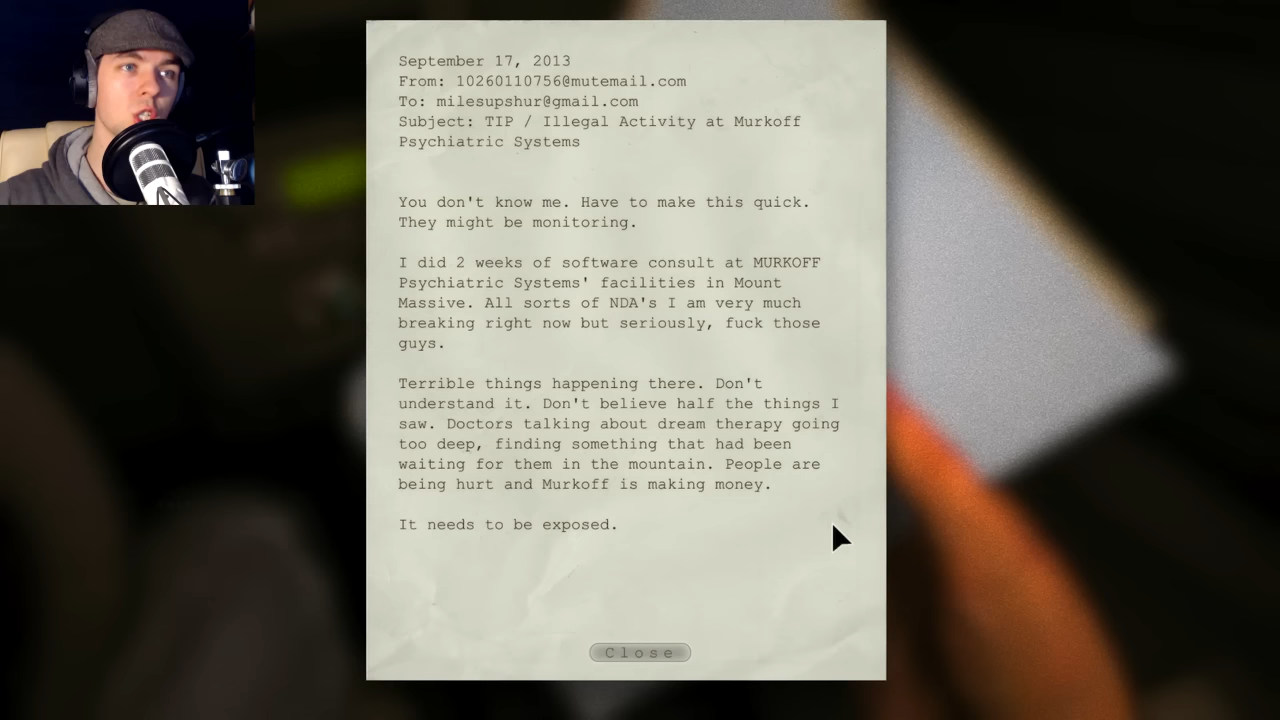 September 17, 2013
From: 10260110756@mutemail.com
To: milesupshur@gmail.com
Subject: TIP / Illegal Activity at Murkoff
Psychiatric Systems
You don't know me. Have to make this quick.
They might be monitoring.
I did 2 weeks of software consult at MURKOFF
Psychiatric Systems' facilities in Mount
Massive. All sorts of NDA's I am very much
breaking right now but seriously, fuck those
guys.
Terrible things happening there. Don't
understand it. Don't believe half the things I
saw. Doctors talking about dream therapy going
too deep, finding something that had been
waiting for them in the mountain. People are
being hurt and Murkoff is making money.
It needs to be exposed.
Close